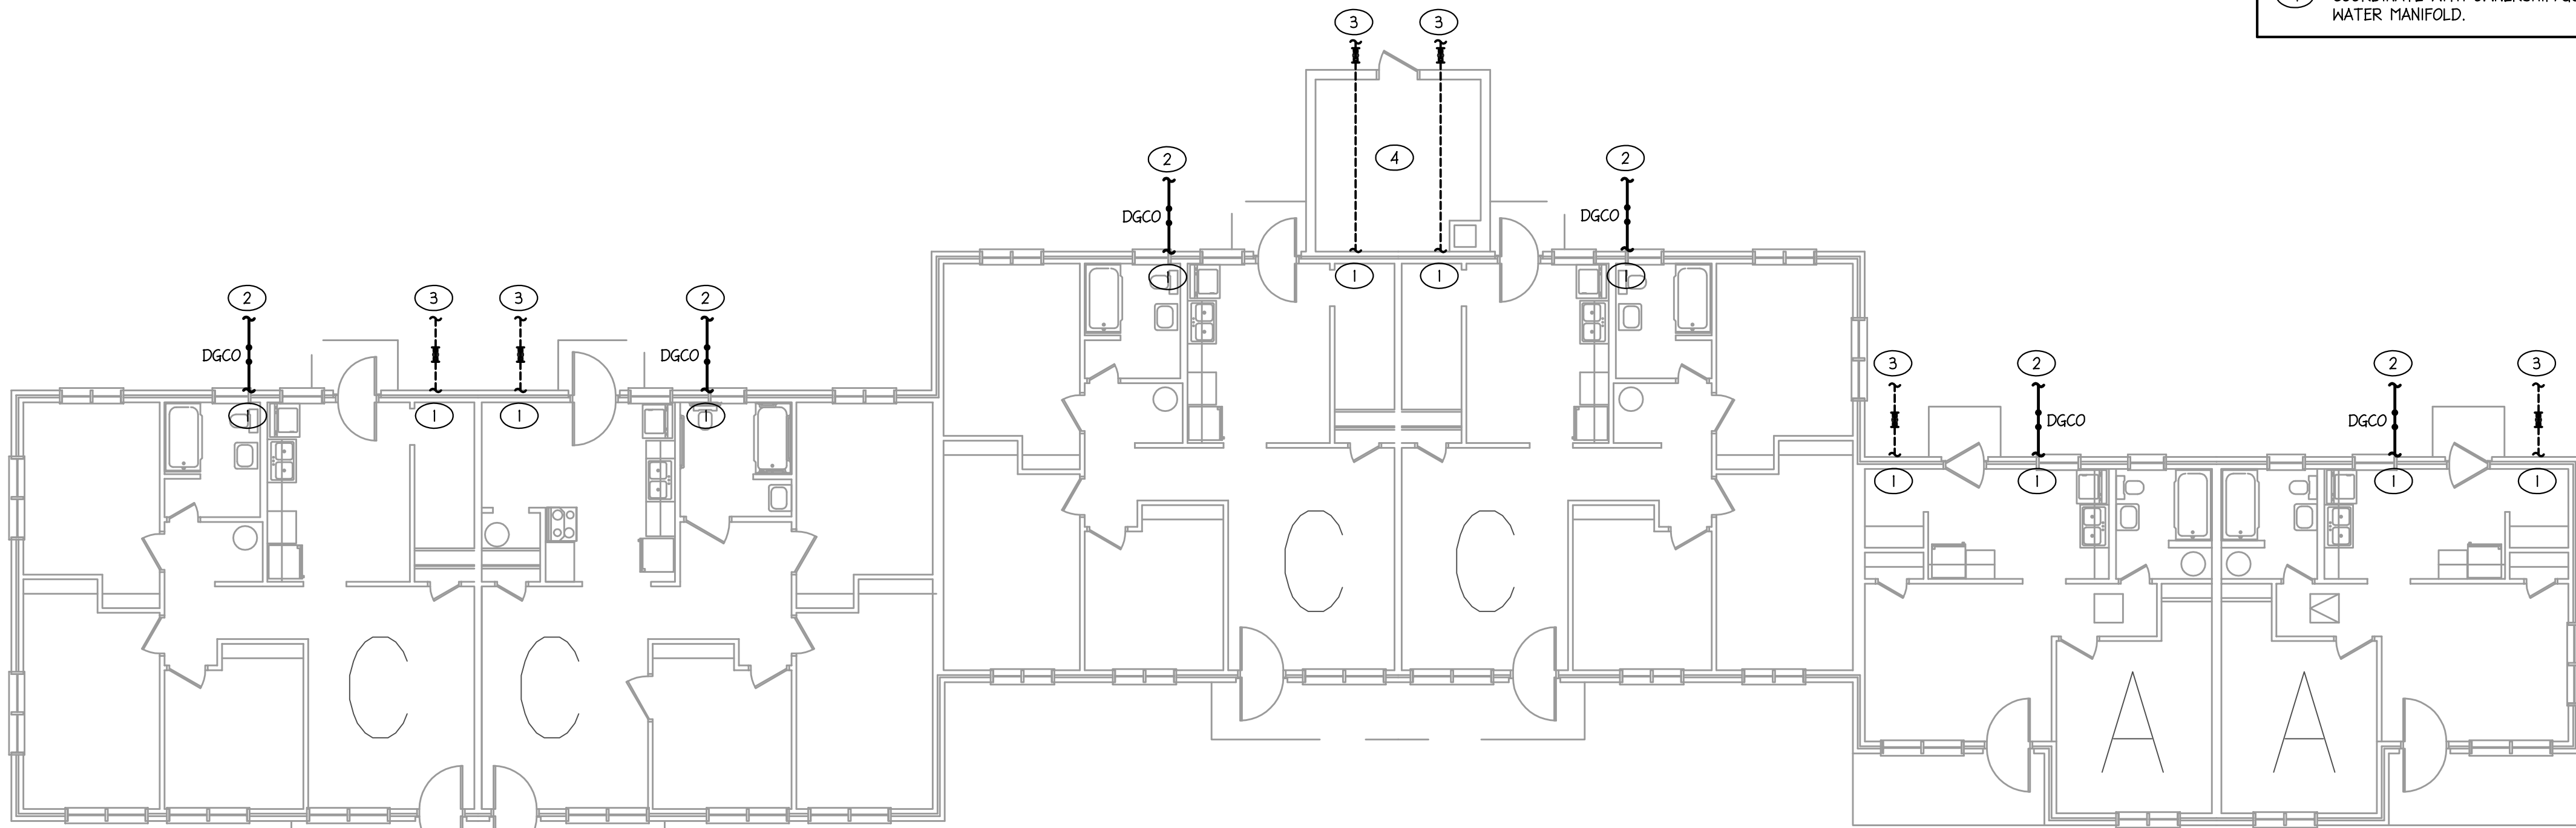 3 3
WATER MANIFOLD.
2 4 2
DGCO DGCO
1 1 1 1
2 3 3 2
DGCO DGCO
1 1 1 1
3 2 2 3
DGCO DGCO
1 1 1 1
C C
C C
A A